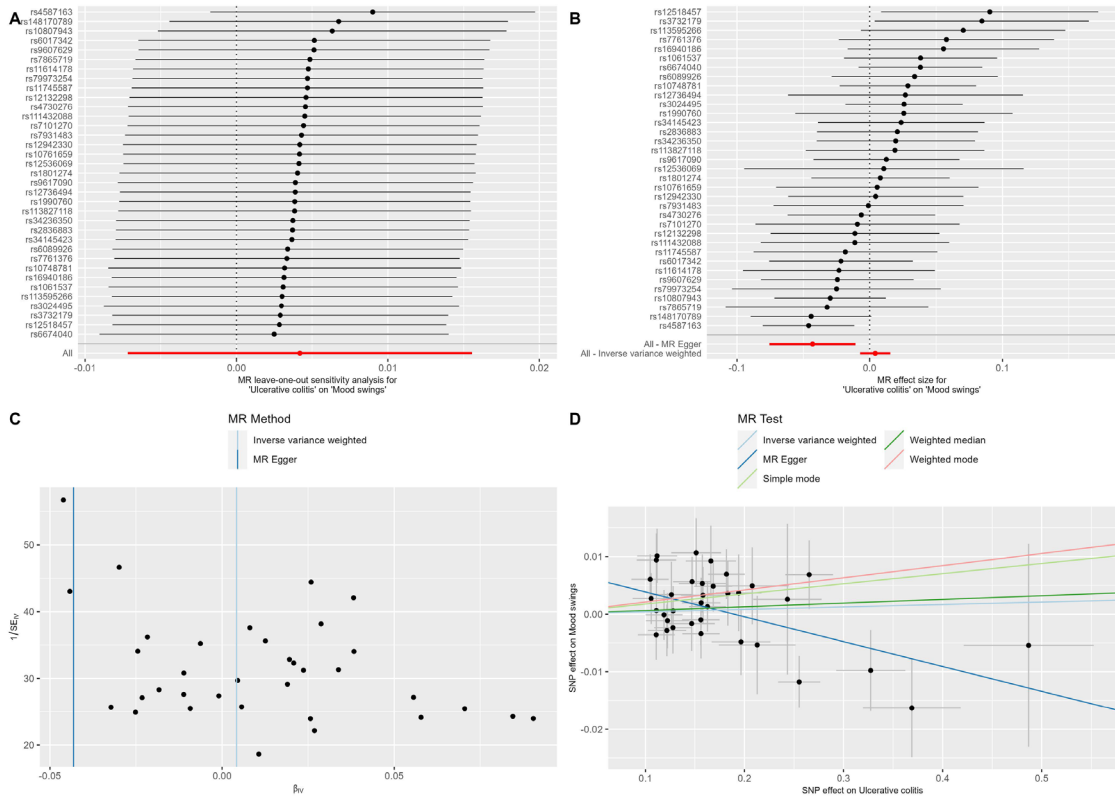 A
rs4587163
rs148170789
rs10807943
rs6017342
rs9607629
rs7865719
rs11614178
rs79973254
rs11745587
rs12132298
rs4730276
rs111432088
rs7101270
rs7931483
rs12942330
rs10761659
rs12536069
rs1801274
rs9617090
rs12736494
rs1990760
rs113827118
rs34236350
rs2836883
rs34145423
rs6089926
rs7761376
rs10748781
rs16940186
rs1061537
rs113595266
rs3024495
rs3732179
rs12518457
rs6674040
All
-0.01 0.00 0.01 0.02
MR leave-one-out sensitivity analysis for
'Ulcerative colitis' on 'Mood swings'
B
rs12518457
rs3732179
rs113595266
rs7761376
rs16940186
rs1061537
rs6674040
rs6089926
rs10748781
rs12736494
rs3024495
rs1990760
rs34145423
rs2836883
rs34236350
rs113827118
rs9617090
rs12536069
rs1801274
rs10761659
rs12942330
rs7931483
rs4730276
rs7101270
rs12132298
rs111432088
rs11745587
rs6017342
rs11614178
rs9607629
rs79973254
rs10807943
rs7865719
rs148170789
rs4587163
All - MR Egger
All - Inverse variance weighted
-0.1 0.0 0.1
MR effect size for
'Ulcerative colitis' on 'Mood swings'
C
MR Method
Inverse variance weighted
MR Egger
50
40
30
20
1/SE_IV
-0.05 0.00 0.05
β_IV
D
MR Test
Inverse variance weighted
MR Egger
Simple mode
Weighted median
Weighted mode
0.01
0.00
-0.01
-0.02
SNP effect on Mood swings
0.1 0.2 0.3 0.4 0.5
SNP effect on Ulcerative colitis